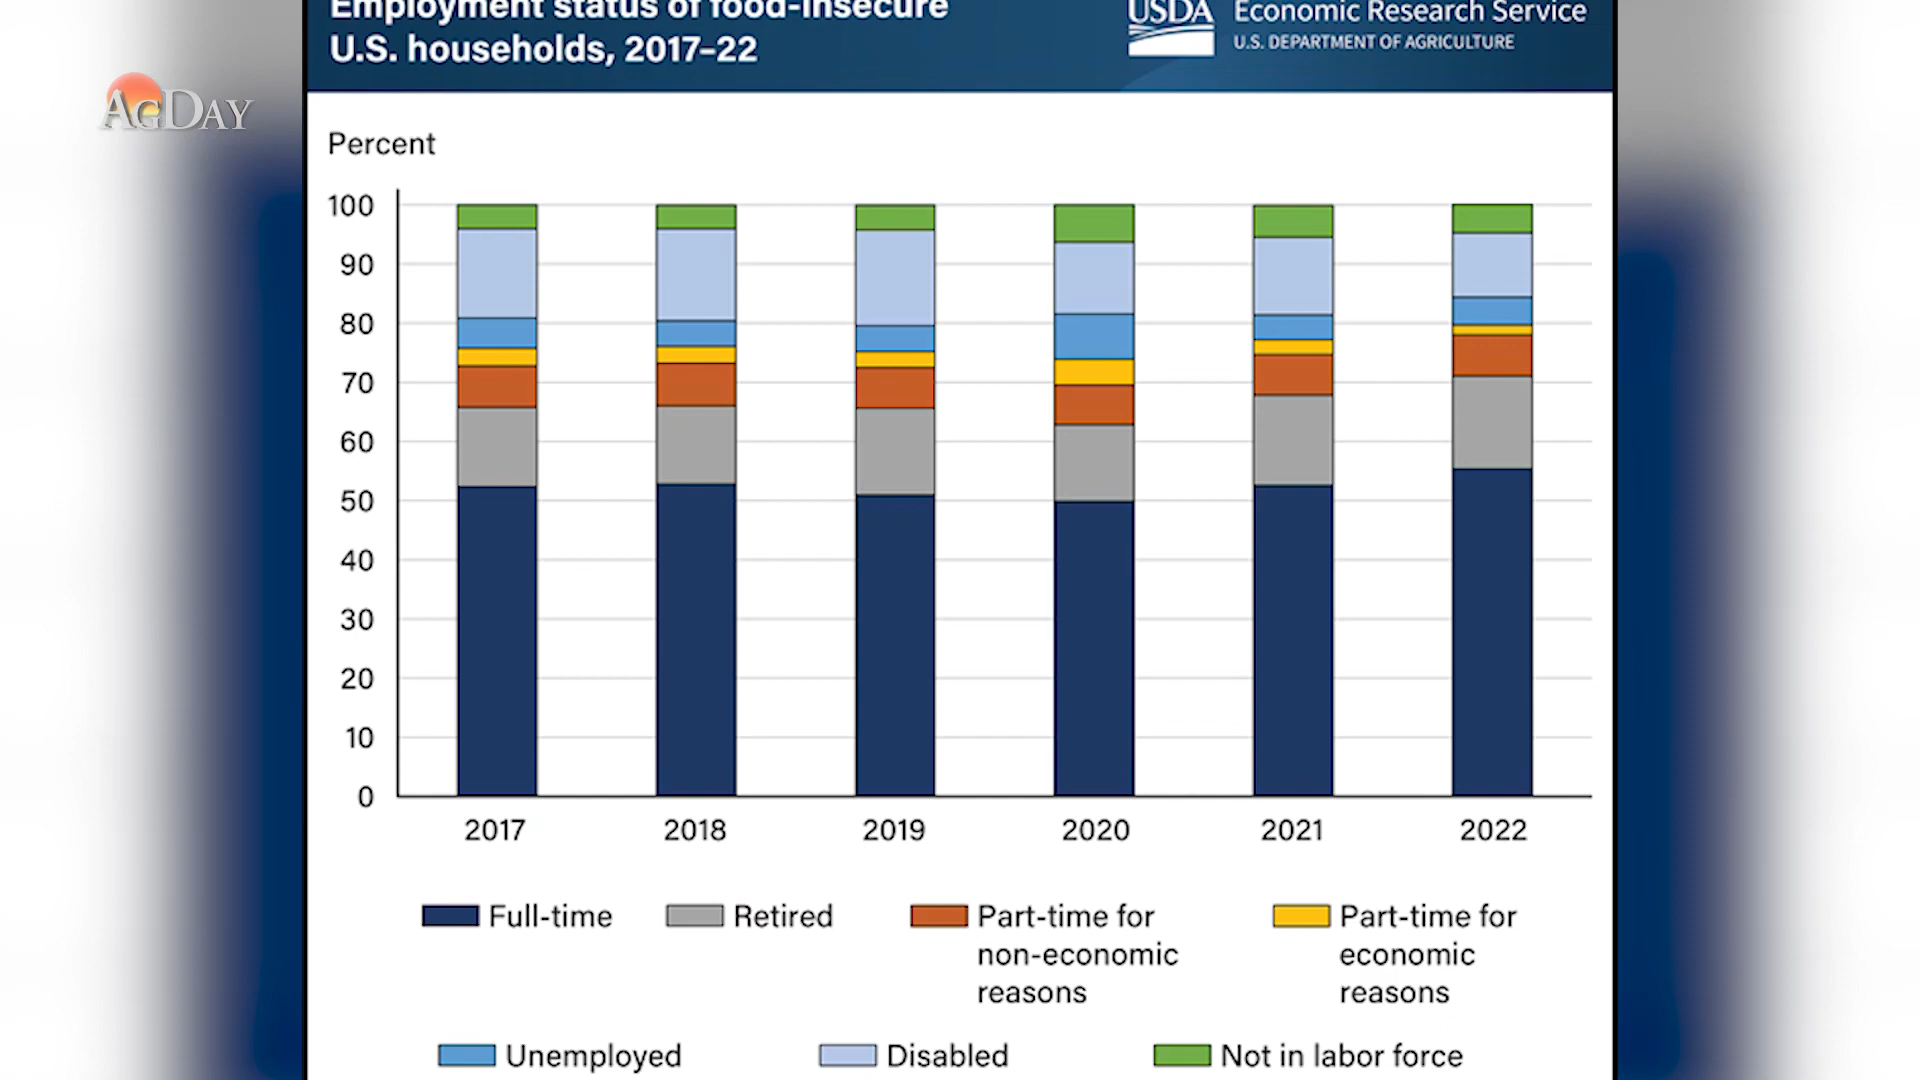 Employment status of food-insecure
U.S. households, 2017–22
USDA
Economic Research Service
U.S. DEPARTMENT OF AGRICULTURE
AGDAY
Percent
100
90
80
70
60
50
40
30
20
10
0
2017 2018 2019 2020 2021 2022
Full-time
Retired
Part-time for
non-economic
reasons
Part-time for
economic
reasons
Unemployed
Disabled
Not in labor force